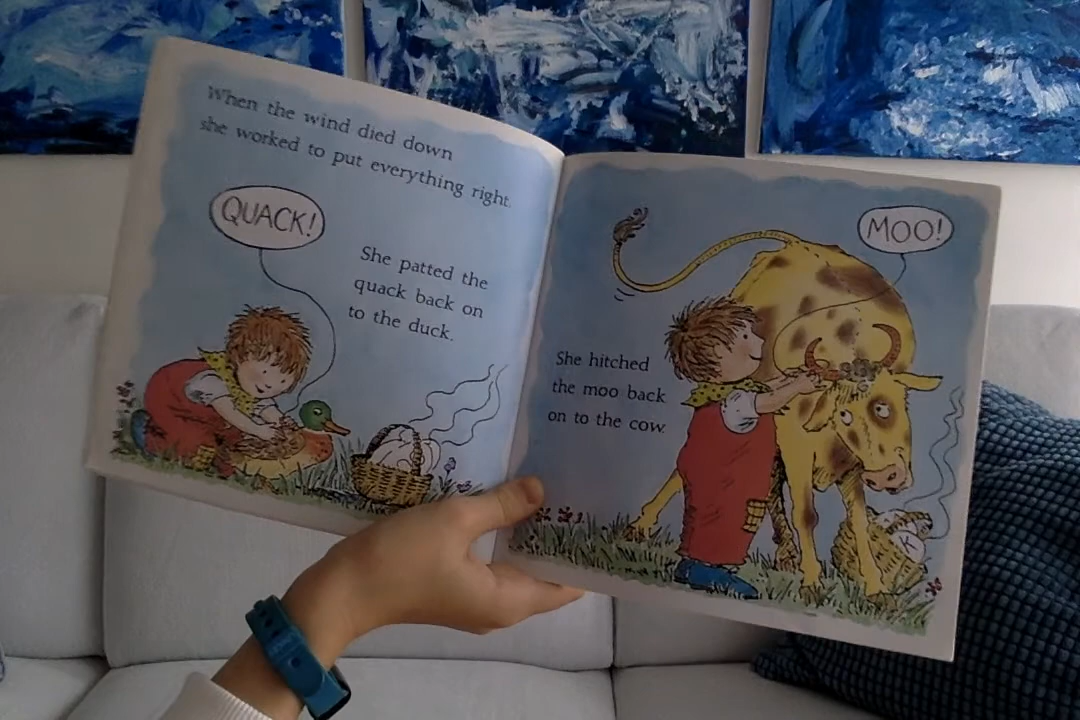 When the wind died down
she worked to put everything right.
QUACK!
She patted the
quack back on
to the duck.
MOO!
She hitched
the moo back
on to the cow.
K